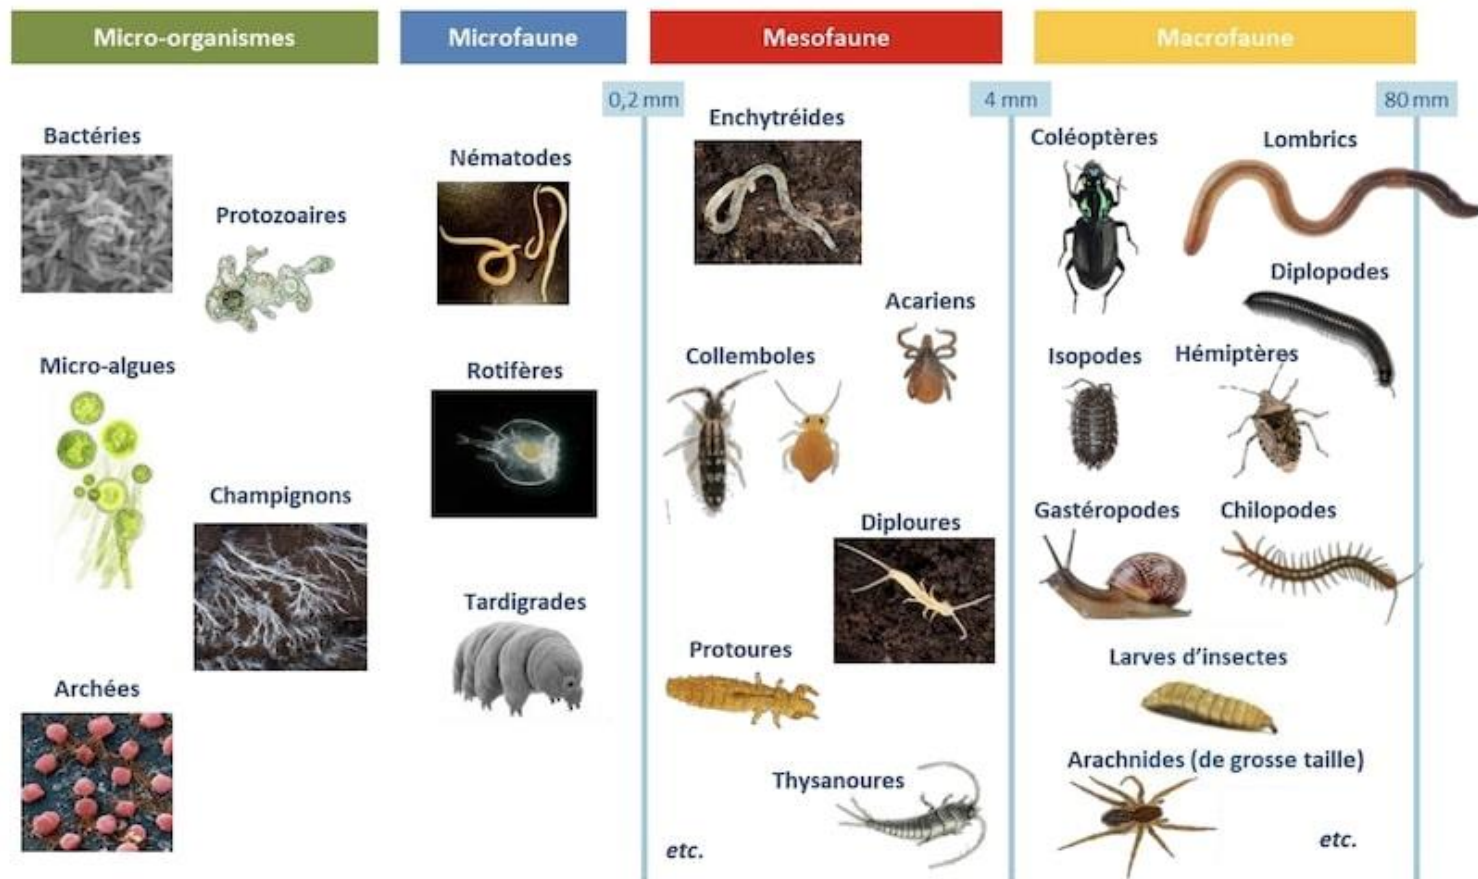 Micro-organismes
Microfaune
Mesofaune
Macrofaune
0,2 mm
4 mm
80 mm
Bactéries
Protozoaires
Micro-algues
Champignons
Archées
Nématodes
Rotifères
Tardigrades
Enchytréides
Acariens
Collemboles
Diploures
Protoures
Thysanoures
etc.
Coléoptères
Lombrics
Diplopodes
Isopodes
Hémiptères
Gastéropodes
Chilopodes
Larves d'insectes
Arachnides (de grosse taille)
etc.